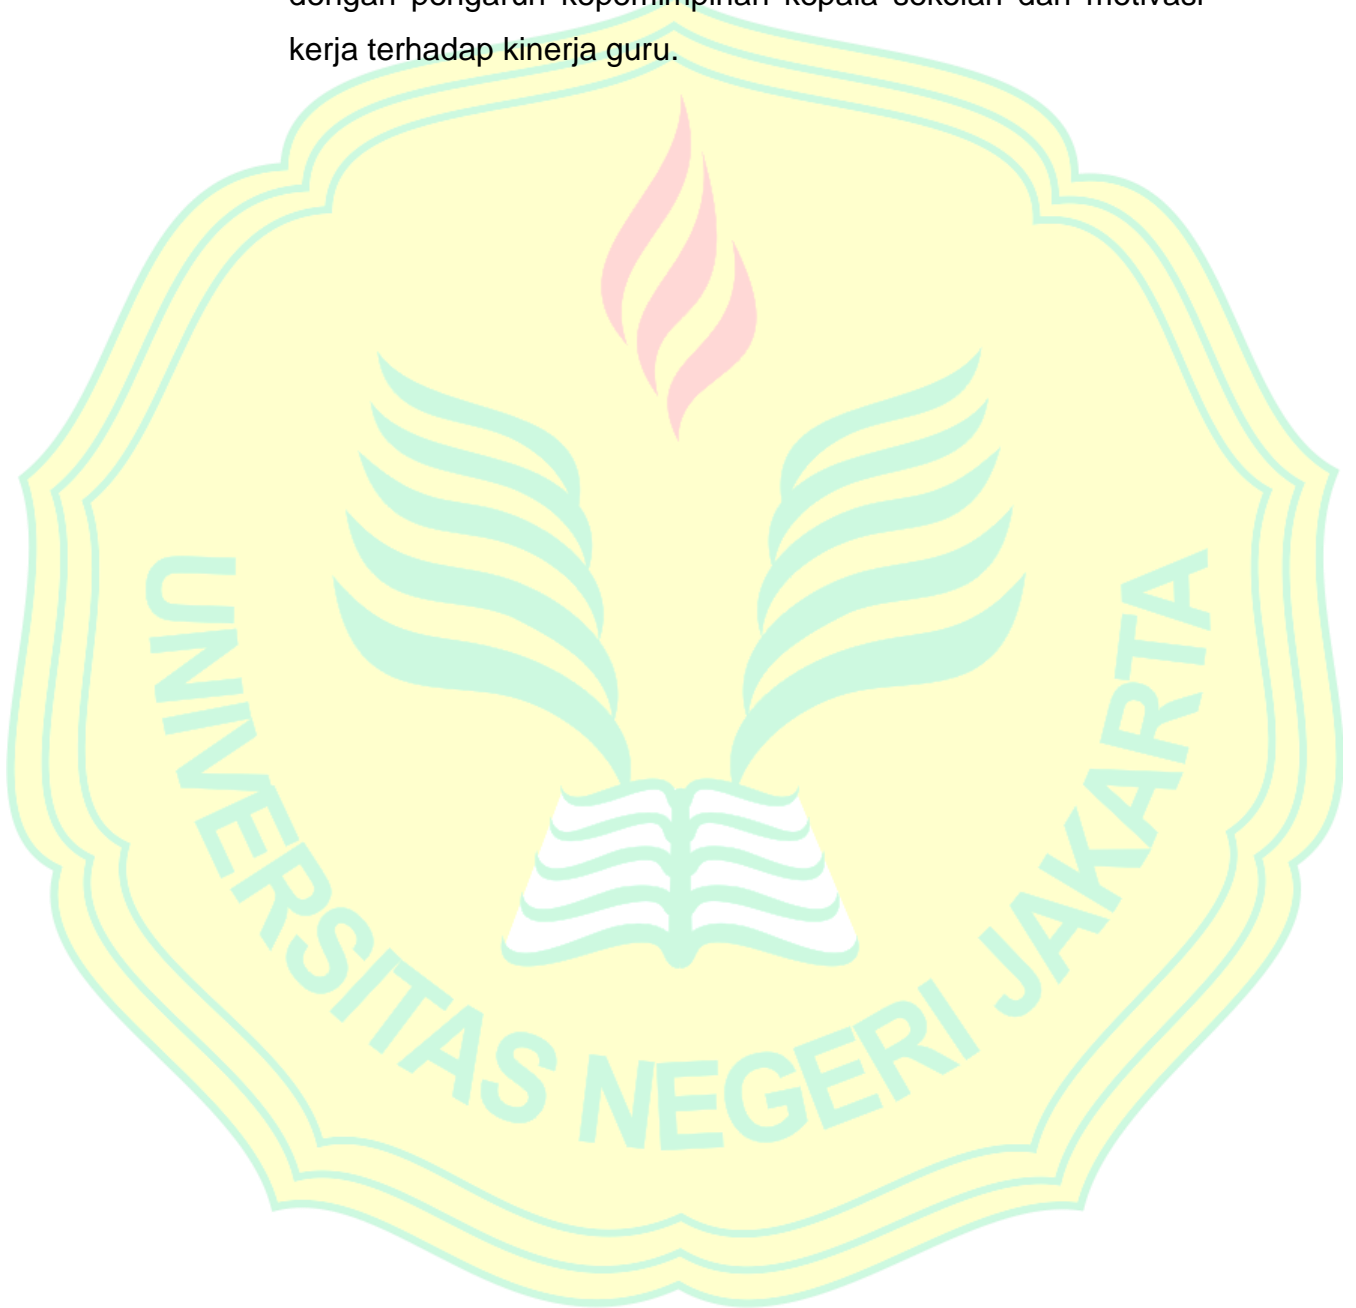 dengan pengaruh kepemimpinan kepala sekolah dan motivasi
kerja terhadap kinerja guru.
UNIVERSITAS NEGERI JAKARTA